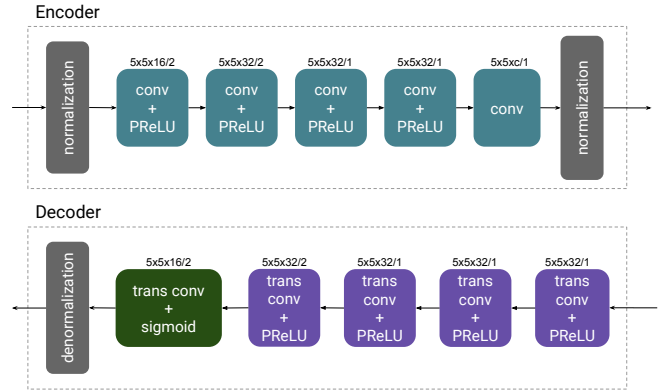 Encoder
normalization
5x5x16/2
conv
+
PReLU
5x5x32/2
conv
+
PReLU
5x5x32/1
conv
+
PReLU
5x5x32/1
conv
+
PReLU
5x5xc/1
conv
normalization
Decoder
denormalization
5x5x16/2
trans conv
+
sigmoid
5x5x32/2
trans
conv
+
PReLU
5x5x32/1
trans
conv
+
PReLU
5x5x32/1
trans
conv
+
PReLU
5x5x32/1
trans
conv
+
PReLU